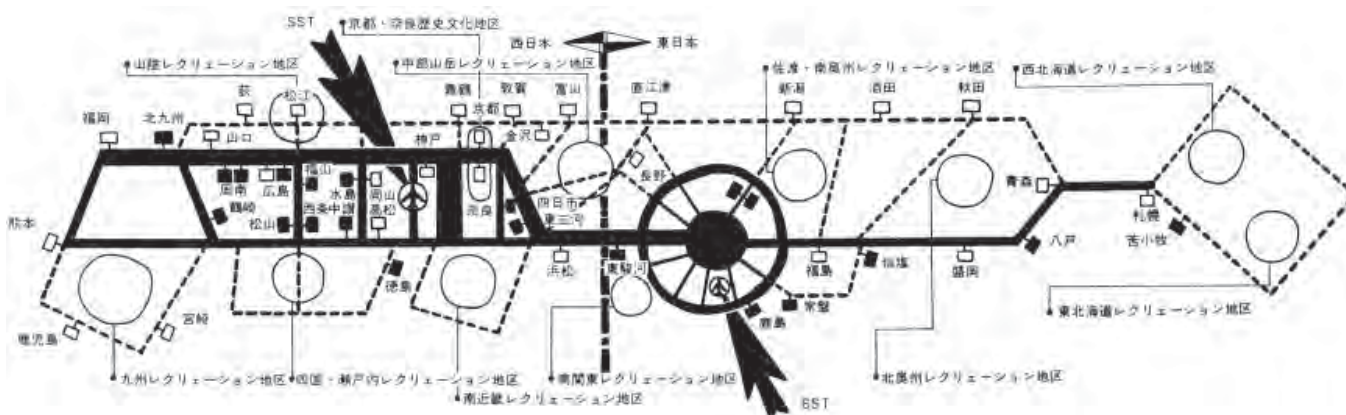 SST
京都・奈良歴史文化地区
西日本
東日本
山陰レクリェーション地区
中部山岳レクリェーション地区
佐渡・南奥州レクリェーション地区
西北海道レクリェーション地区
萩
松江
舞鶴
敦賀
富山
直江津
新潟
酒田
秋田
福岡
北九州
山口
神戸
京都
金沢
周南
広島
福山
水島
岡山
長野
青森
鶴崎
松山
西条
中讃
高松
奈良
四日市
東三河
札幌
熊本
浜松
東駿河
福島
仙塩
盛岡
八戸
苫小牧
徳島
常盤
鹿島
宮崎
鹿児島
東北海道レクリェーション地区
九州レクリェーション地区
四国・瀬戸内レクリェーション地区
南関東レクリェーション地区
北奥州レクリェーション地区
南近畿レクリェーション地区
SST